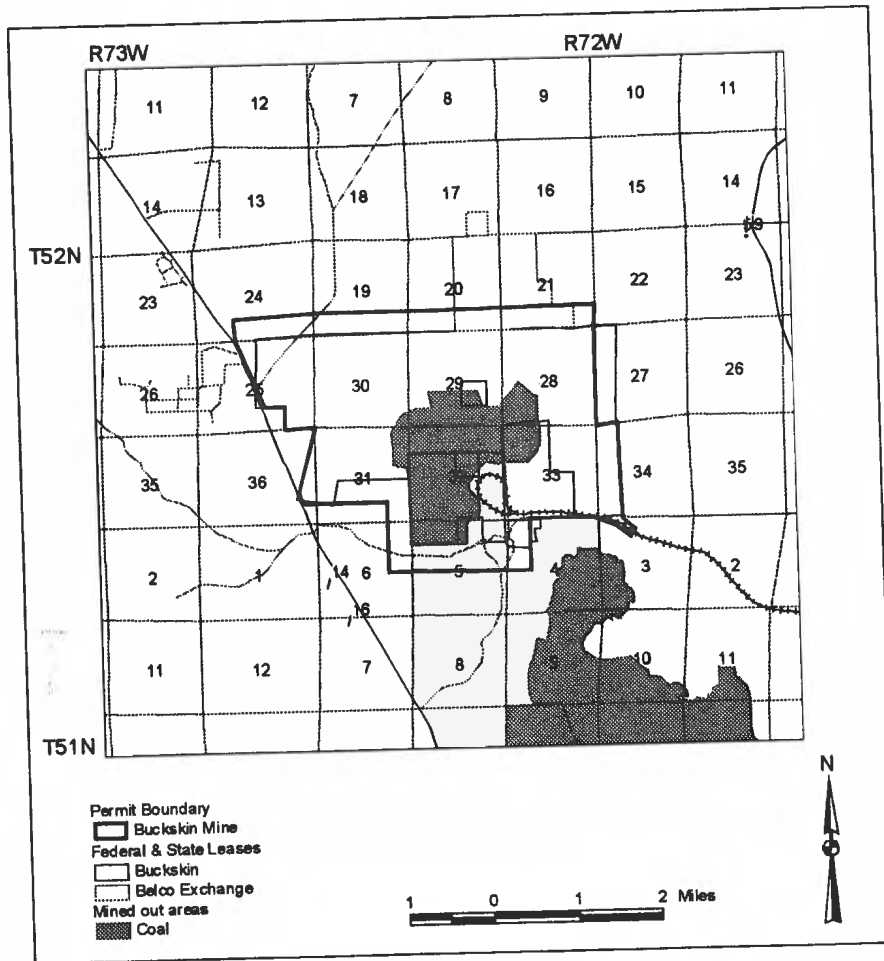 R73W R72W
11 12 7 8 9 10 11
14 13 18 17 16 15 14
59
T52N
23 24 19 20 21 22 23
26 25 30 29 28 27 26
35 36 31 33 34 35
2 1 14 6 5 4 3 2
16
11 12 7 8 9 10 11
T51N
N
Permit Boundary
Buckskin Mine
Federal & State Leases
Buckskin
Belco Exchange
Mined out areas
Coal
1 0 1 2 Miles